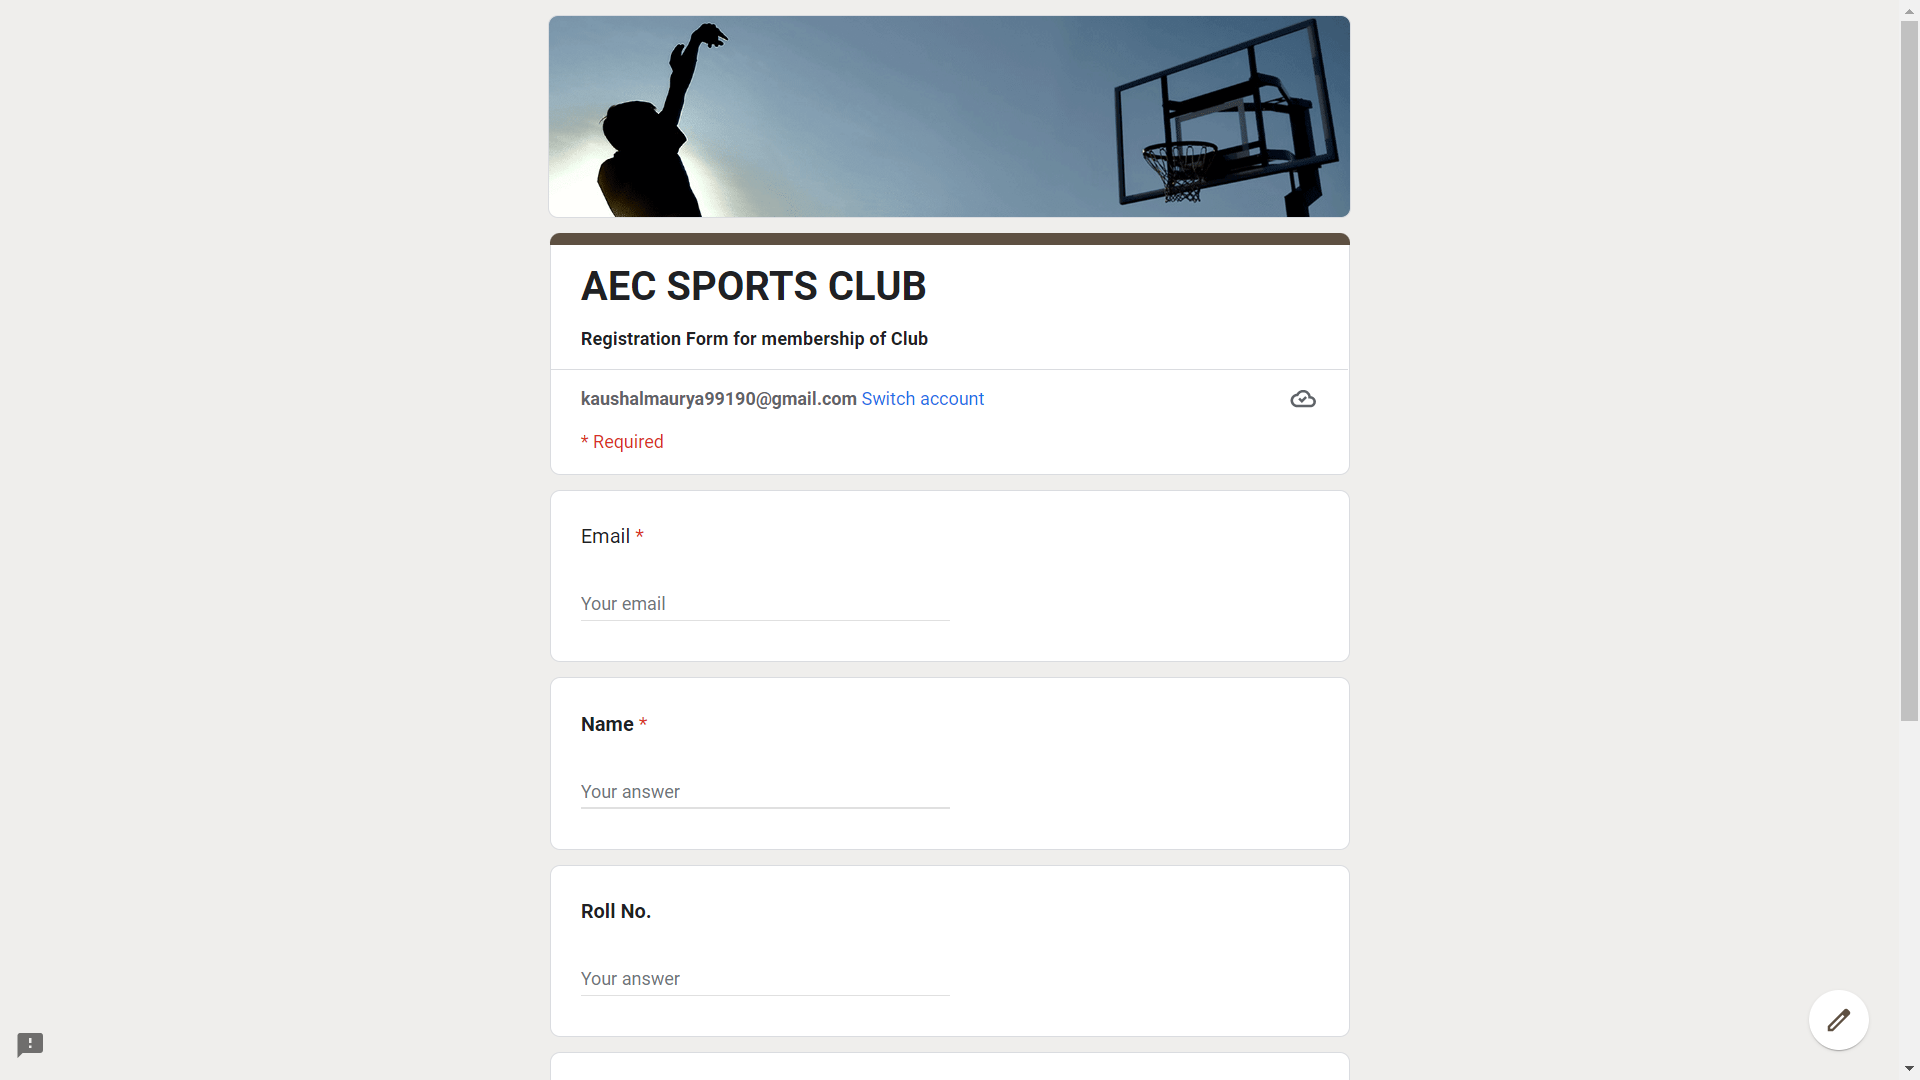 AEC SPORTS CLUB
Registration Form for membership of Club
kaushalmaurya99190@gmail.com Switch account
* Required
Email *
Your email
Name *
Your answer
Roll No.
Your answer